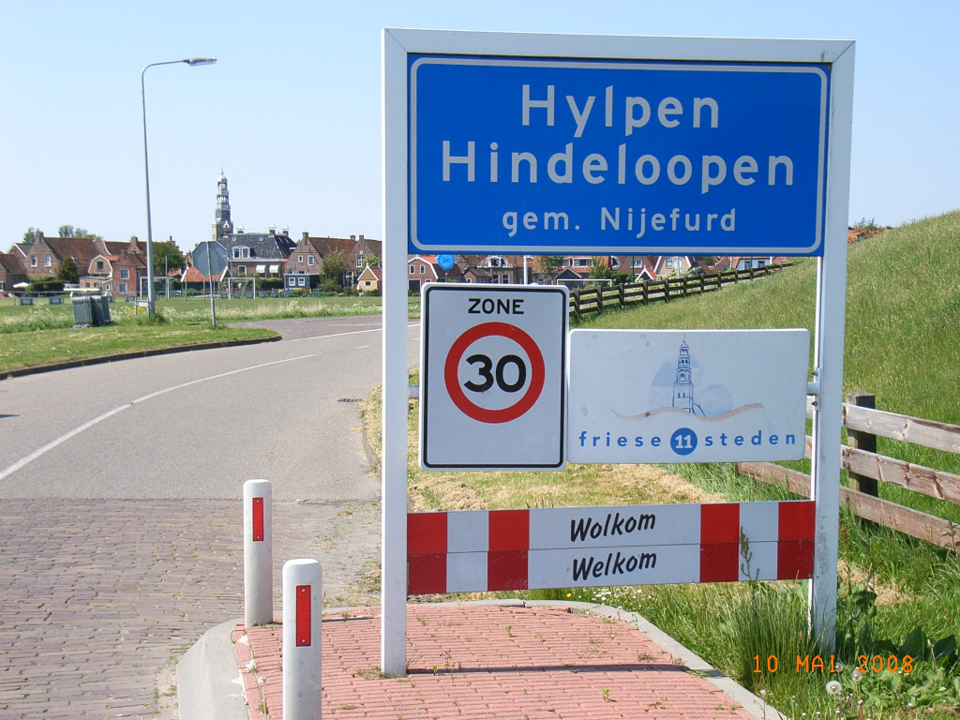 Hylpen
Hindeloopen
gem. Nijefurd
ZONE
30
friese 11 steden
Wolkom
Welkom
10 MAI 2008